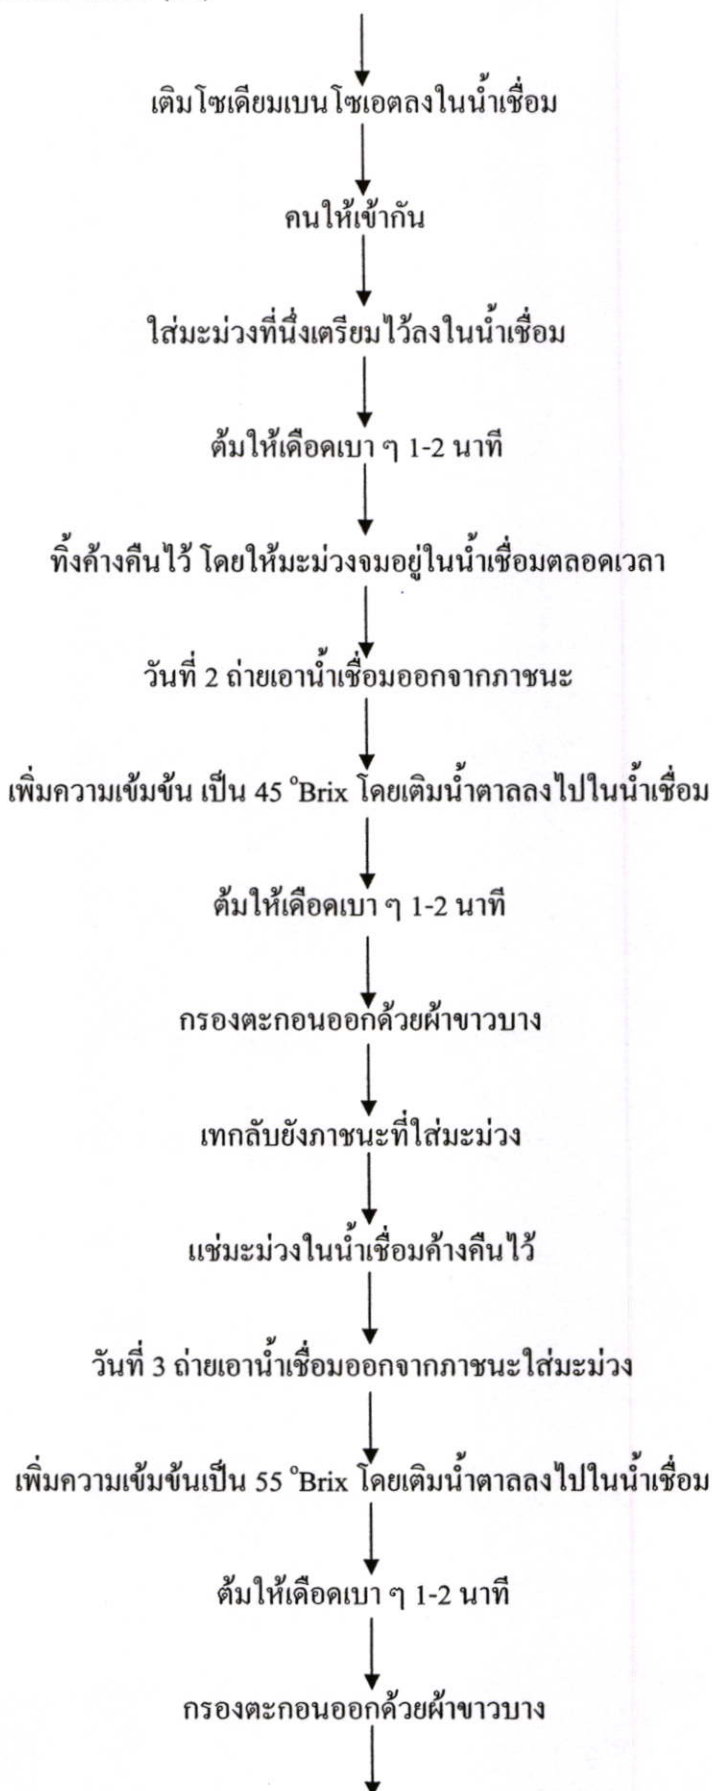 เติมโซเดียมเบนโซเอตลงในน้ำเชื่อม
คนให้เข้ากัน
ใส่มะม่วงที่นึ่งเตรียมไว้ลงในน้ำเชื่อม
ต้มให้เดือดเบา ๆ 1-2 นาที
ทิ้งค้างคืนไว้ โดยให้มะม่วงจมอยู่ในน้ำเชื่อมตลอดเวลา
วันที่ 2 ถ่ายเอาน้ำเชื่อมออกจากภาชนะ
เพิ่มความเข้มข้น เป็น 45 °Brix โดยเติมน้ำตาลลงไปในน้ำเชื่อม
ต้มให้เดือดเบา ๆ 1-2 นาที
กรองตะกอนออกด้วยผ้าขาวบาง
เทกลับยังภาชนะที่ใส่มะม่วง
แช่มะม่วงในน้ำเชื่อมค้างคืนไว้
วันที่ 3 ถ่ายเอาน้ำเชื่อมออกจากภาชนะใส่มะม่วง
เพิ่มความเข้มข้นเป็น 55 °Brix โดยเติมน้ำตาลลงไปในน้ำเชื่อม
ต้มให้เดือดเบา ๆ 1-2 นาที
กรองตะกอนออกด้วยผ้าขาวบาง